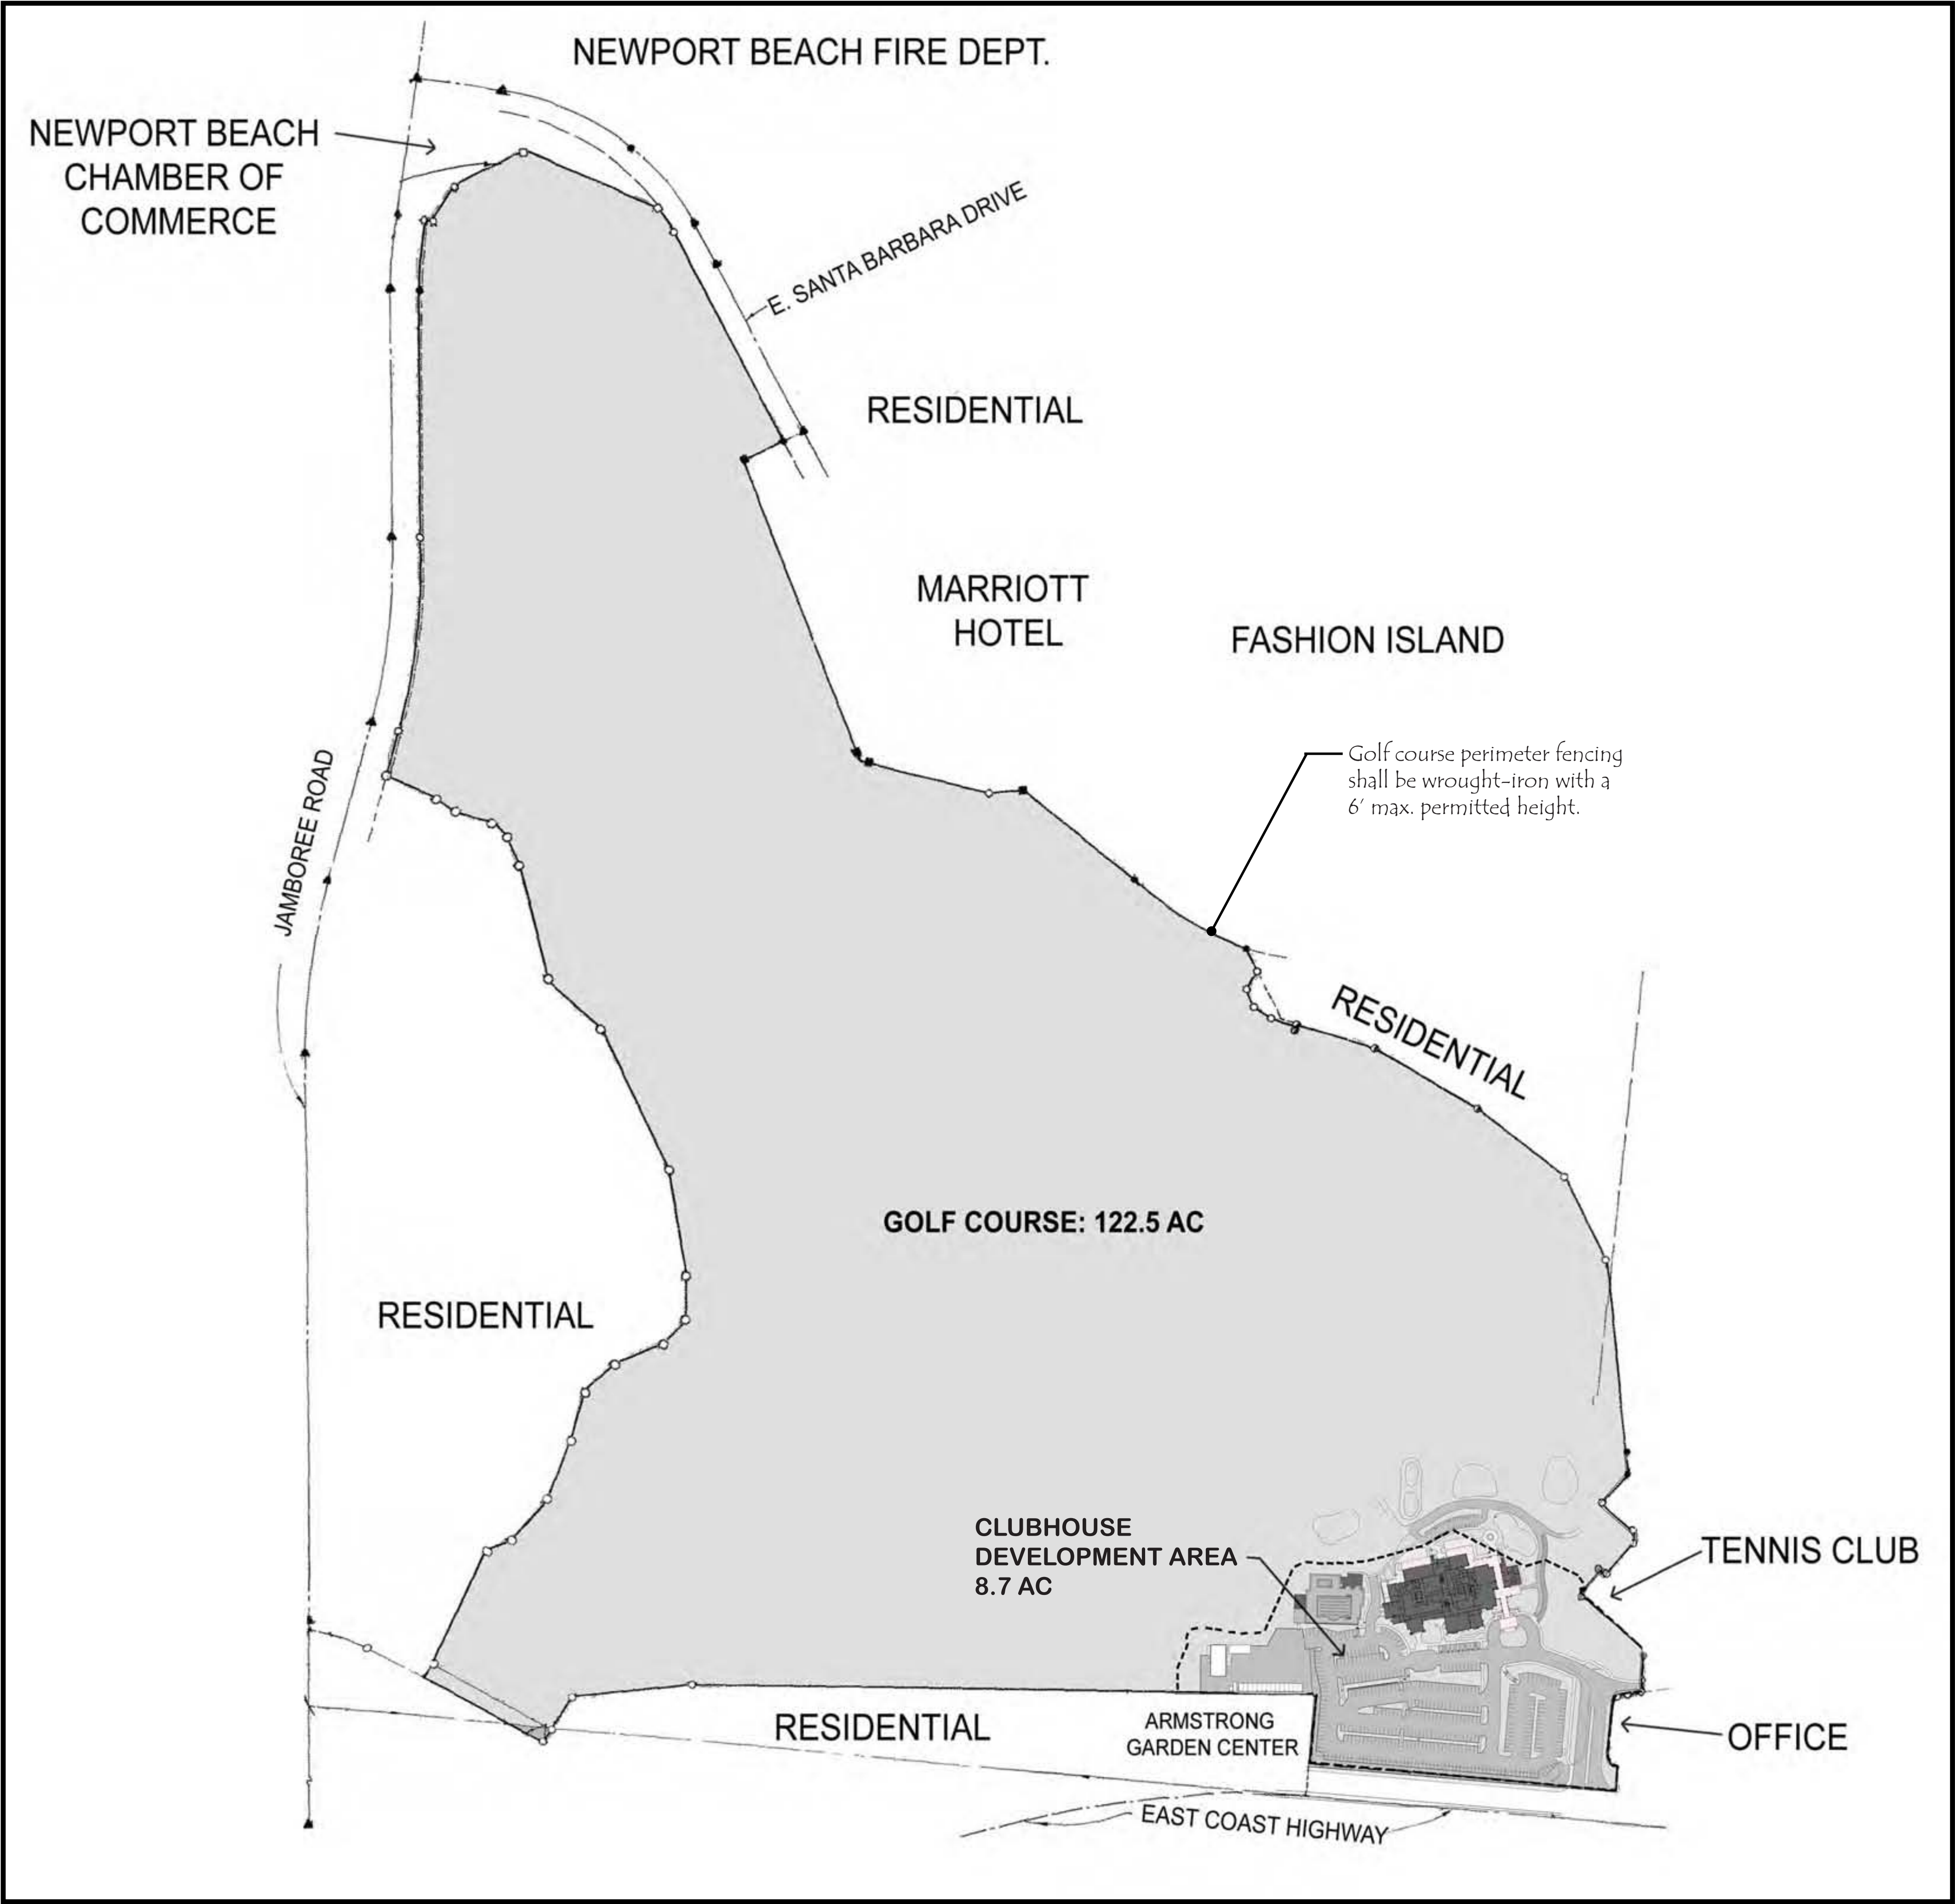 NEWPORT BEACH FIRE DEPT.
NEWPORT BEACH
CHAMBER OF
COMMERCE
E. SANTA BARBARA DRIVE
RESIDENTIAL
MARRIOTT
HOTEL
FASHION ISLAND
Golf course perimeter fencing
shall be wrought-iron with a
6' max. permitted height.
JAMBOREE ROAD
RESIDENTIAL
GOLF COURSE: 122.5 AC
RESIDENTIAL
CLUBHOUSE
DEVELOPMENT AREA
8.7 AC
TENNIS CLUB
RESIDENTIAL
ARMSTRONG
GARDEN CENTER
OFFICE
EAST COAST HIGHWAY